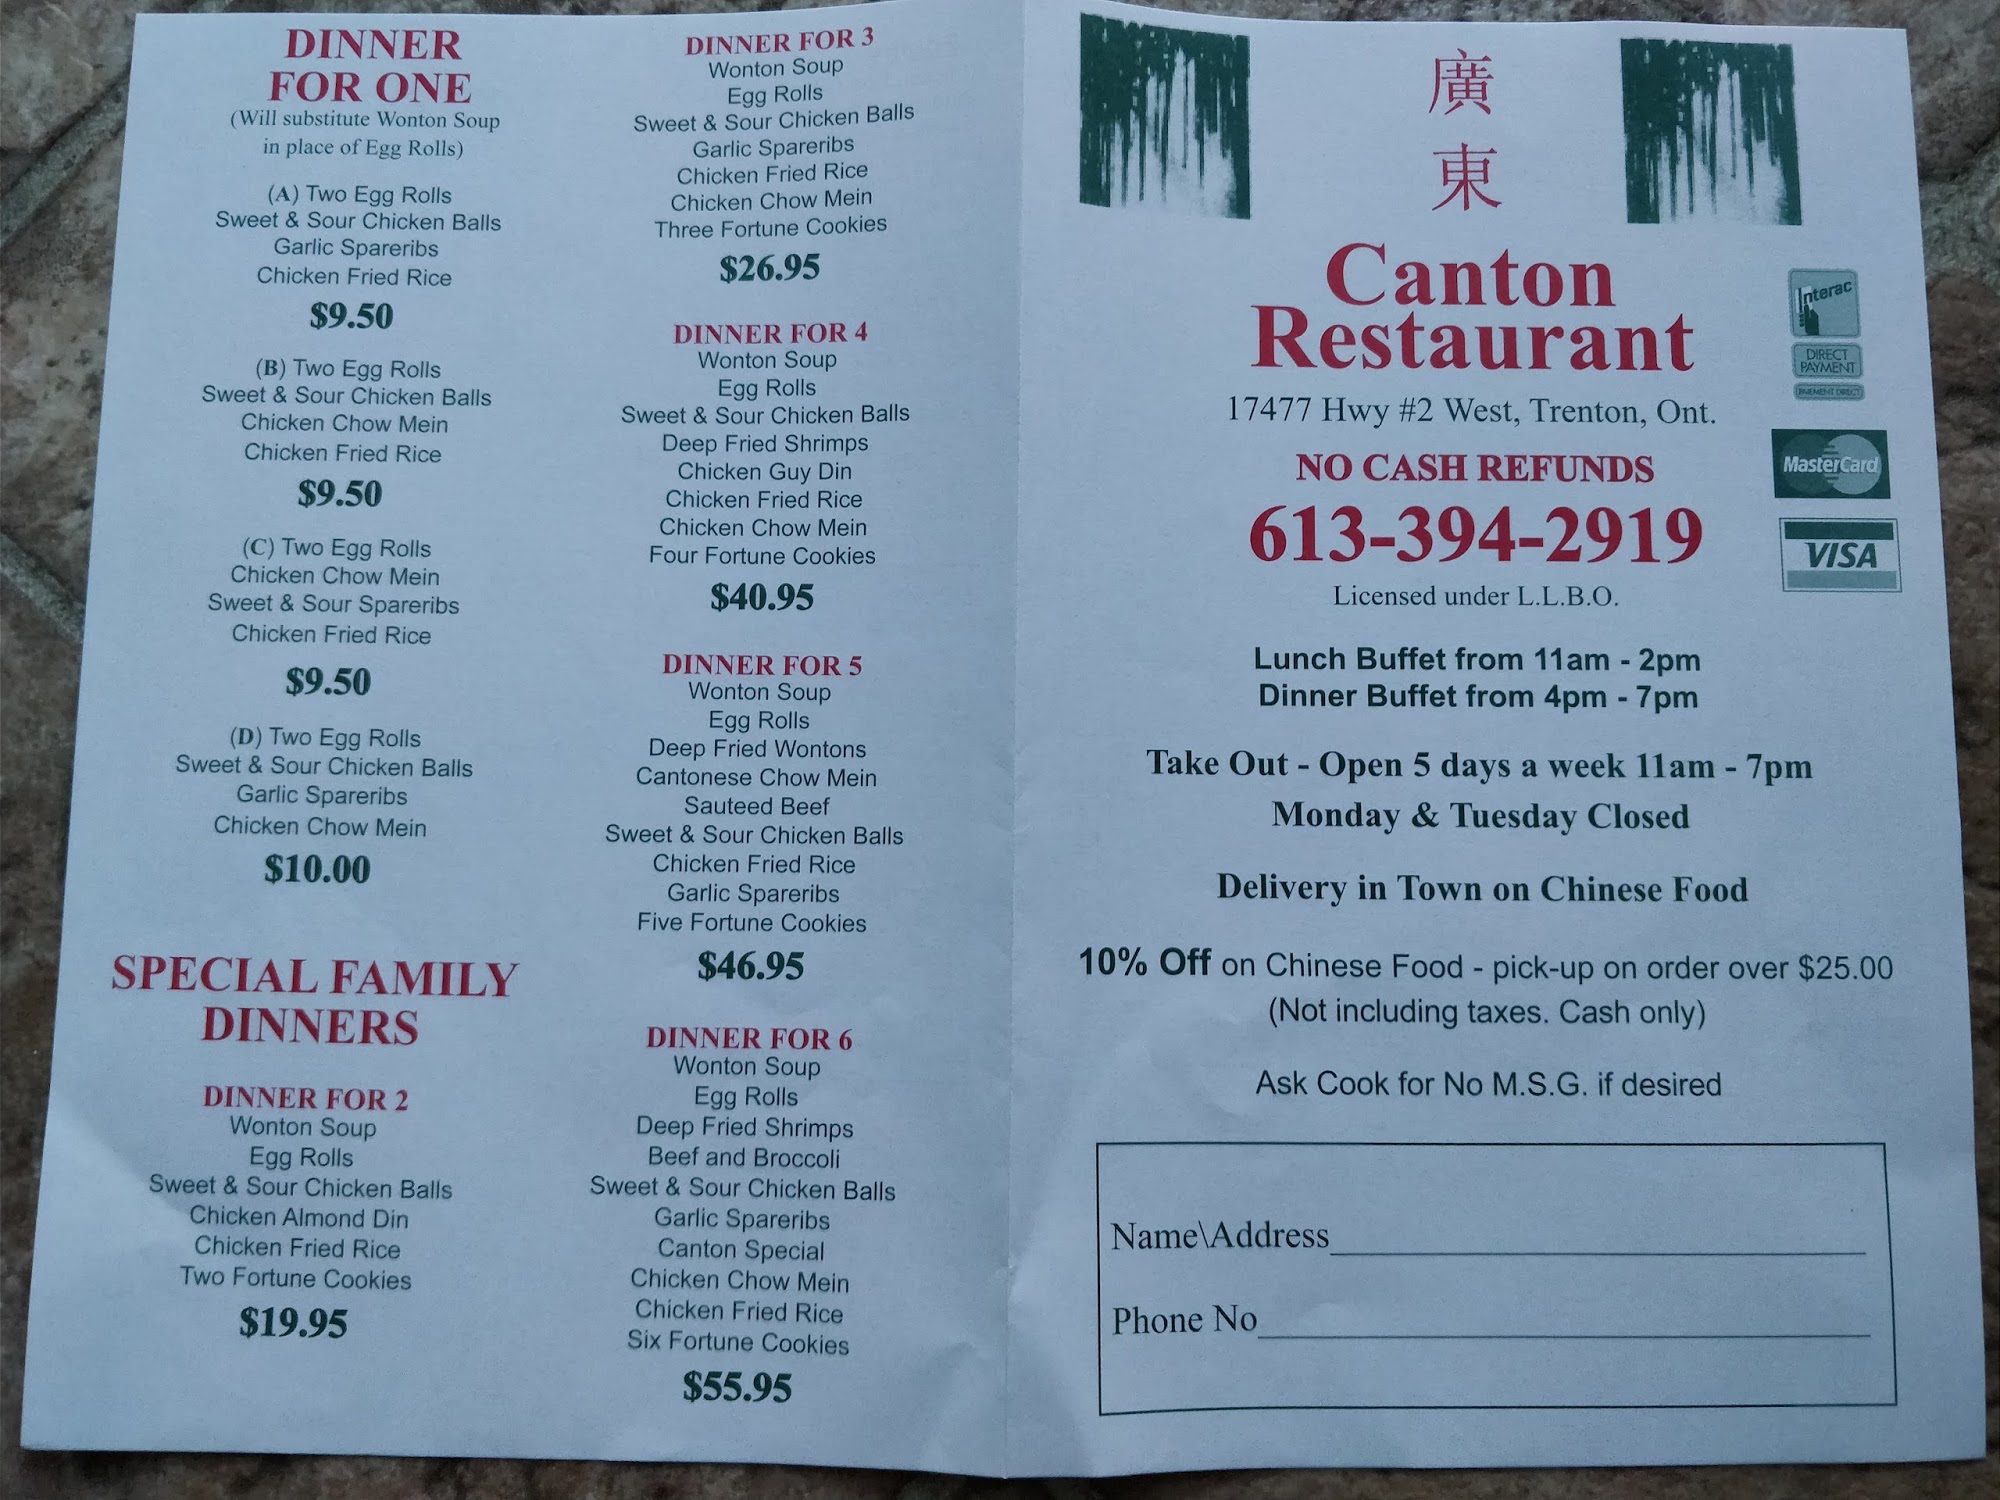 DINNER
FOR ONE
(Will substitute Wonton Soup
in place of Egg Rolls)
(A) Two Egg Rolls
Sweet & Sour Chicken Balls
Garlic Spareribs
Chicken Fried Rice
$9.50
(B) Two Egg Rolls
Sweet & Sour Chicken Balls
Chicken Chow Mein
Chicken Fried Rice
$9.50
(C) Two Egg Rolls
Chicken Chow Mein
Sweet & Sour Spareribs
Chicken Fried Rice
$9.50
(D) Two Egg Rolls
Sweet & Sour Chicken Balls
Garlic Spareribs
Chicken Chow Mein
$10.00
SPECIAL FAMILY
DINNERS
DINNER FOR 2
Wonton Soup
Egg Rolls
Sweet & Sour Chicken Balls
Chicken Almond Din
Chicken Fried Rice
Two Fortune Cookies
$19.95
DINNER FOR 3
Wonton Soup
Egg Rolls
Sweet & Sour Chicken Balls
Garlic Spareribs
Chicken Fried Rice
Chicken Chow Mein
Three Fortune Cookies
$26.95
DINNER FOR 4
Wonton Soup
Egg Rolls
Sweet & Sour Chicken Balls
Deep Fried Shrimps
Chicken Guy Din
Chicken Fried Rice
Chicken Chow Mein
Four Fortune Cookies
$40.95
DINNER FOR 5
Wonton Soup
Egg Rolls
Deep Fried Wontons
Cantonese Chow Mein
Sauteed Beef
Sweet & Sour Chicken Balls
Chicken Fried Rice
Garlic Spareribs
Five Fortune Cookies
$46.95
DINNER FOR 6
Wonton Soup
Egg Rolls
Deep Fried Shrimps
Beef and Broccoli
Sweet & Sour Chicken Balls
Garlic Spareribs
Canton Special
Chicken Chow Mein
Chicken Fried Rice
Six Fortune Cookies
$55.95
廣
東
Canton
Restaurant
17477 Hwy #2 West, Trenton, Ont.
NO CASH REFUNDS
613-394-2919
Licensed under L.L.B.O.
Interac
DIRECT
PAYMENT
PAIEMENT DIRECT
MasterCard
VISA
Lunch Buffet from 11am - 2pm
Dinner Buffet from 4pm - 7pm
Take Out - Open 5 days a week 11am - 7pm
Monday & Tuesday Closed
Delivery in Town on Chinese Food
10% Off on Chinese Food - pick-up on order over $25.00
(Not including taxes. Cash only)
Ask Cook for No M.S.G. if desired
Name\Address
Phone No